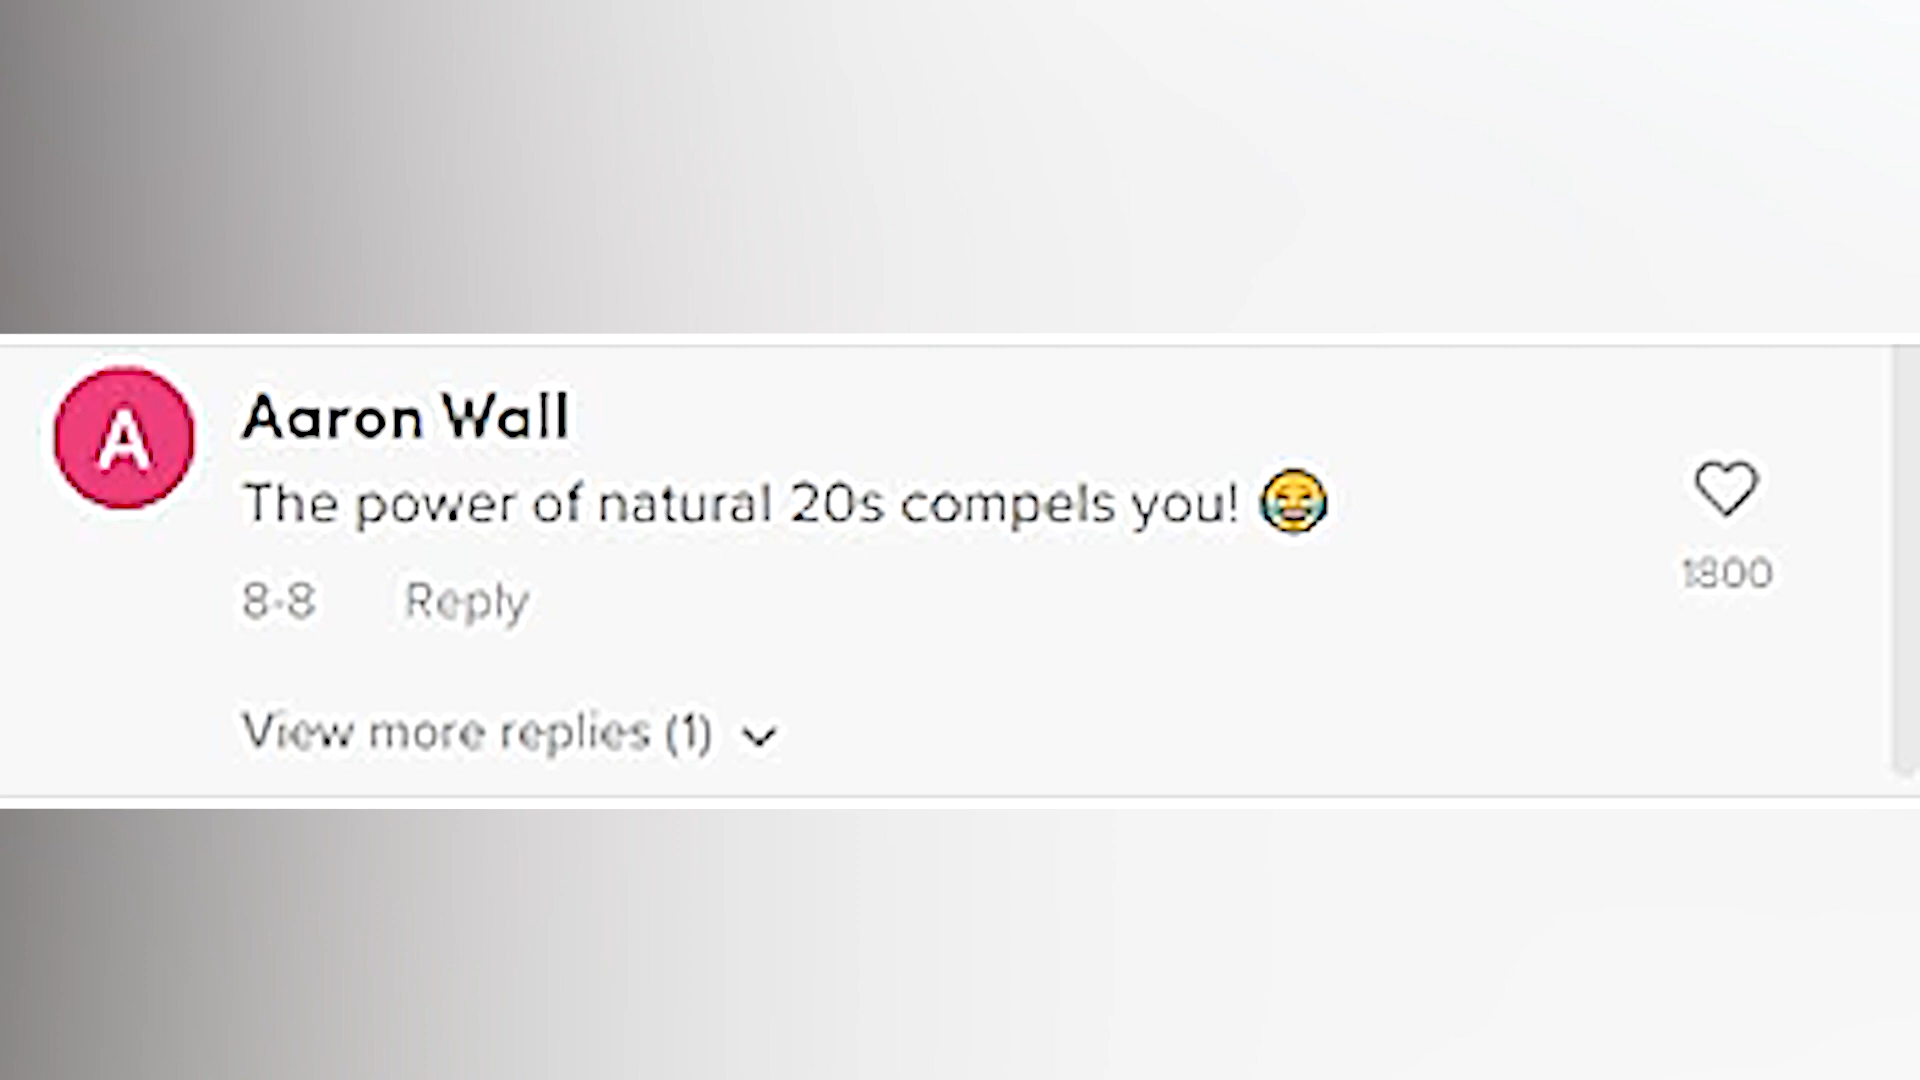 A
Aaron Wall
The power of natural 20s compels you! 😂
1800
8-8 Reply
View more replies (1)